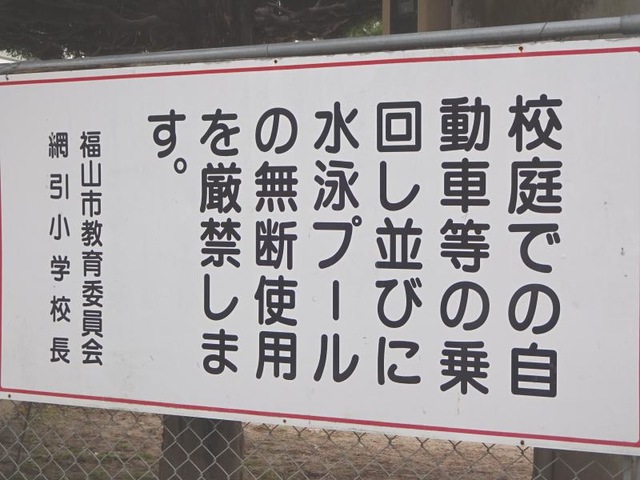 校庭での自
動車等の乗
回し並びに
水泳プール
の無断使用
を厳禁しま
す。
福山市教育委員会
網引小学校長